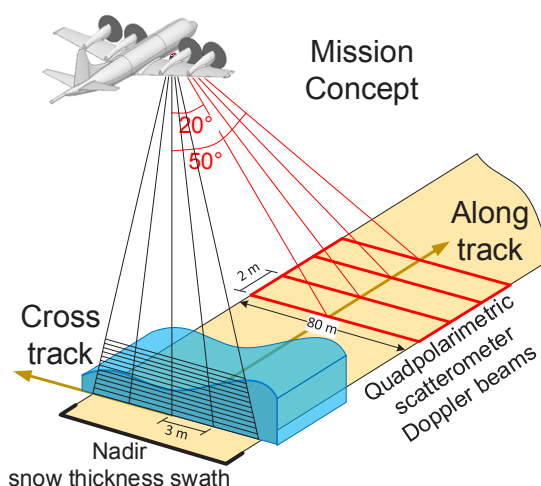 Mission
Concept
20°
50°
Along
track
2 m
80 m
Cross
track
Quadpolarimetric
scatterometer
Doppler beams
3 m
Nadir
snow thickness swath